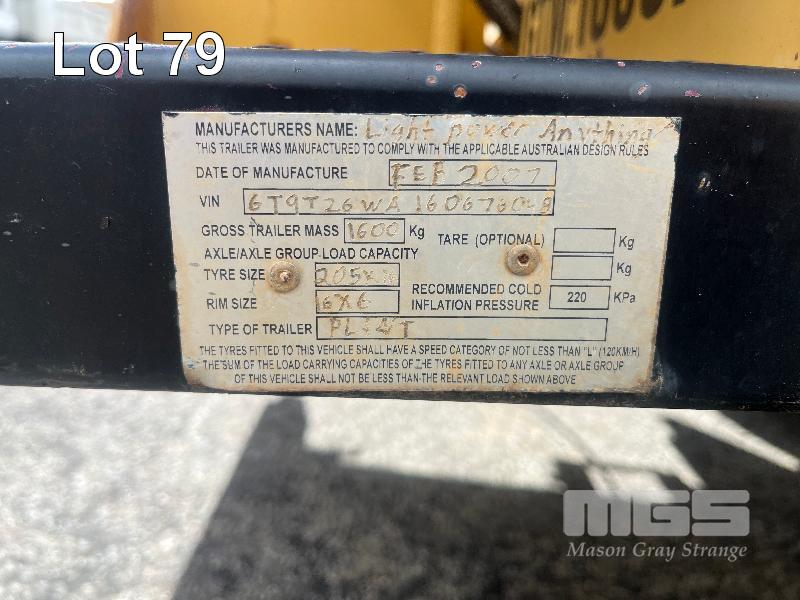 Lot 79
MANUFACTURERS NAME: Light power Anything
THIS TRAILER WAS MANUFACTURED TO COMPLY WITH THE APPLICABLE AUSTRALIAN DESIGN RULES
DATE OF MANUFACTURE FEB 2007
VIN
GROSS TRAILER MASS 1600 Kg TARE (OPTIONAL) Kg
AXLE/AXLE GROUP LOAD CAPACITY Kg
TYRE SIZE
RIM SIZE 16X6 RECOMMENDED COLD INFLATION PRESSURE 220 KPa
TYPE OF TRAILER PLANT
THE TYRES FITTED TO THIS VEHICLE SHALL HAVE A SPEED CATEGORY OF NOT LESS THAN "L" (120KM/H)
THE SUM OF THE LOAD CARRYING CAPACITIES OF THE TYRES FITTED TO ANY AXLE OR AXLE GROUP
OF THIS VEHICLE SHALL NOT BE LESS THAN THE RELEVANT LOAD SHOWN ABOVE
MGS
Mason Gray Strange